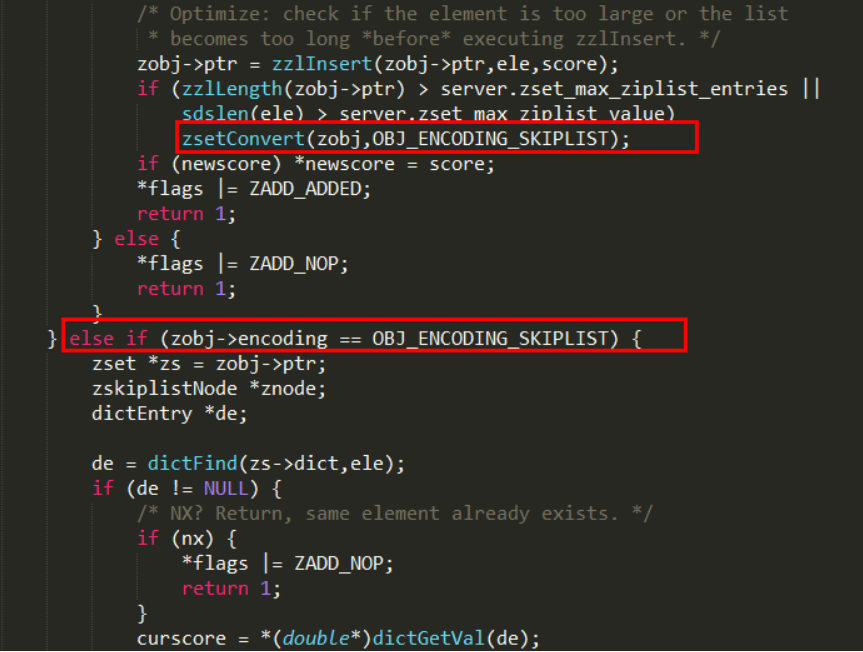 /* Optimize: check if the element is too large or the list
* becomes too long *before* executing zzlInsert. */
zobj->ptr = zzlInsert(zobj->ptr,ele,score);
if (zzlLength(zobj->ptr) > server.zset_max_ziplist_entries ||
sdslen(ele) > server.zset_max_ziplist_value)
zsetConvert(zobj,OBJ_ENCODING_SKIPLIST);
if (newscore) *newscore = score;
*flags |= ZADD_ADDED;
return 1;
} else {
*flags |= ZADD_NOP;
return 1;
}
} else if (zobj->encoding == OBJ_ENCODING_SKIPLIST) {
zset *zs = zobj->ptr;
zskiplistNode *znode;
dictEntry *de;
de = dictFind(zs->dict,ele);
if (de != NULL) {
/* NX? Return, same element already exists. */
if (nx) {
*flags |= ZADD_NOP;
return 1;
}
curscore = *(double*)dictGetVal(de);